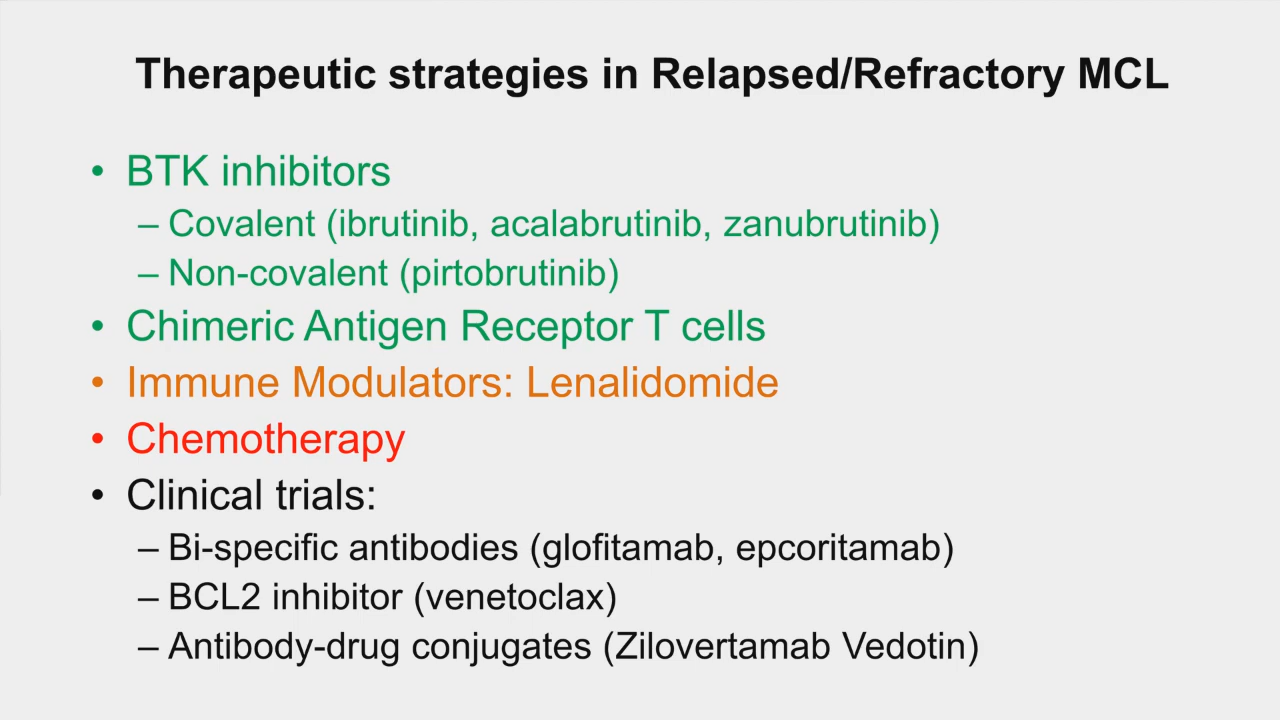 Therapeutic strategies in Relapsed/Refractory MCL
• BTK inhibitors
– Covalent (ibrutinib, acalabrutinib, zanubrutinib)
– Non-covalent (pirtobrutinib)
• Chimeric Antigen Receptor T cells
• Immune Modulators: Lenalidomide
• Chemotherapy
• Clinical trials:
– Bi-specific antibodies (glofitamab, epcoritamab)
– BCL2 inhibitor (venetoclax)
– Antibody-drug conjugates (Zilovertamab Vedotin)